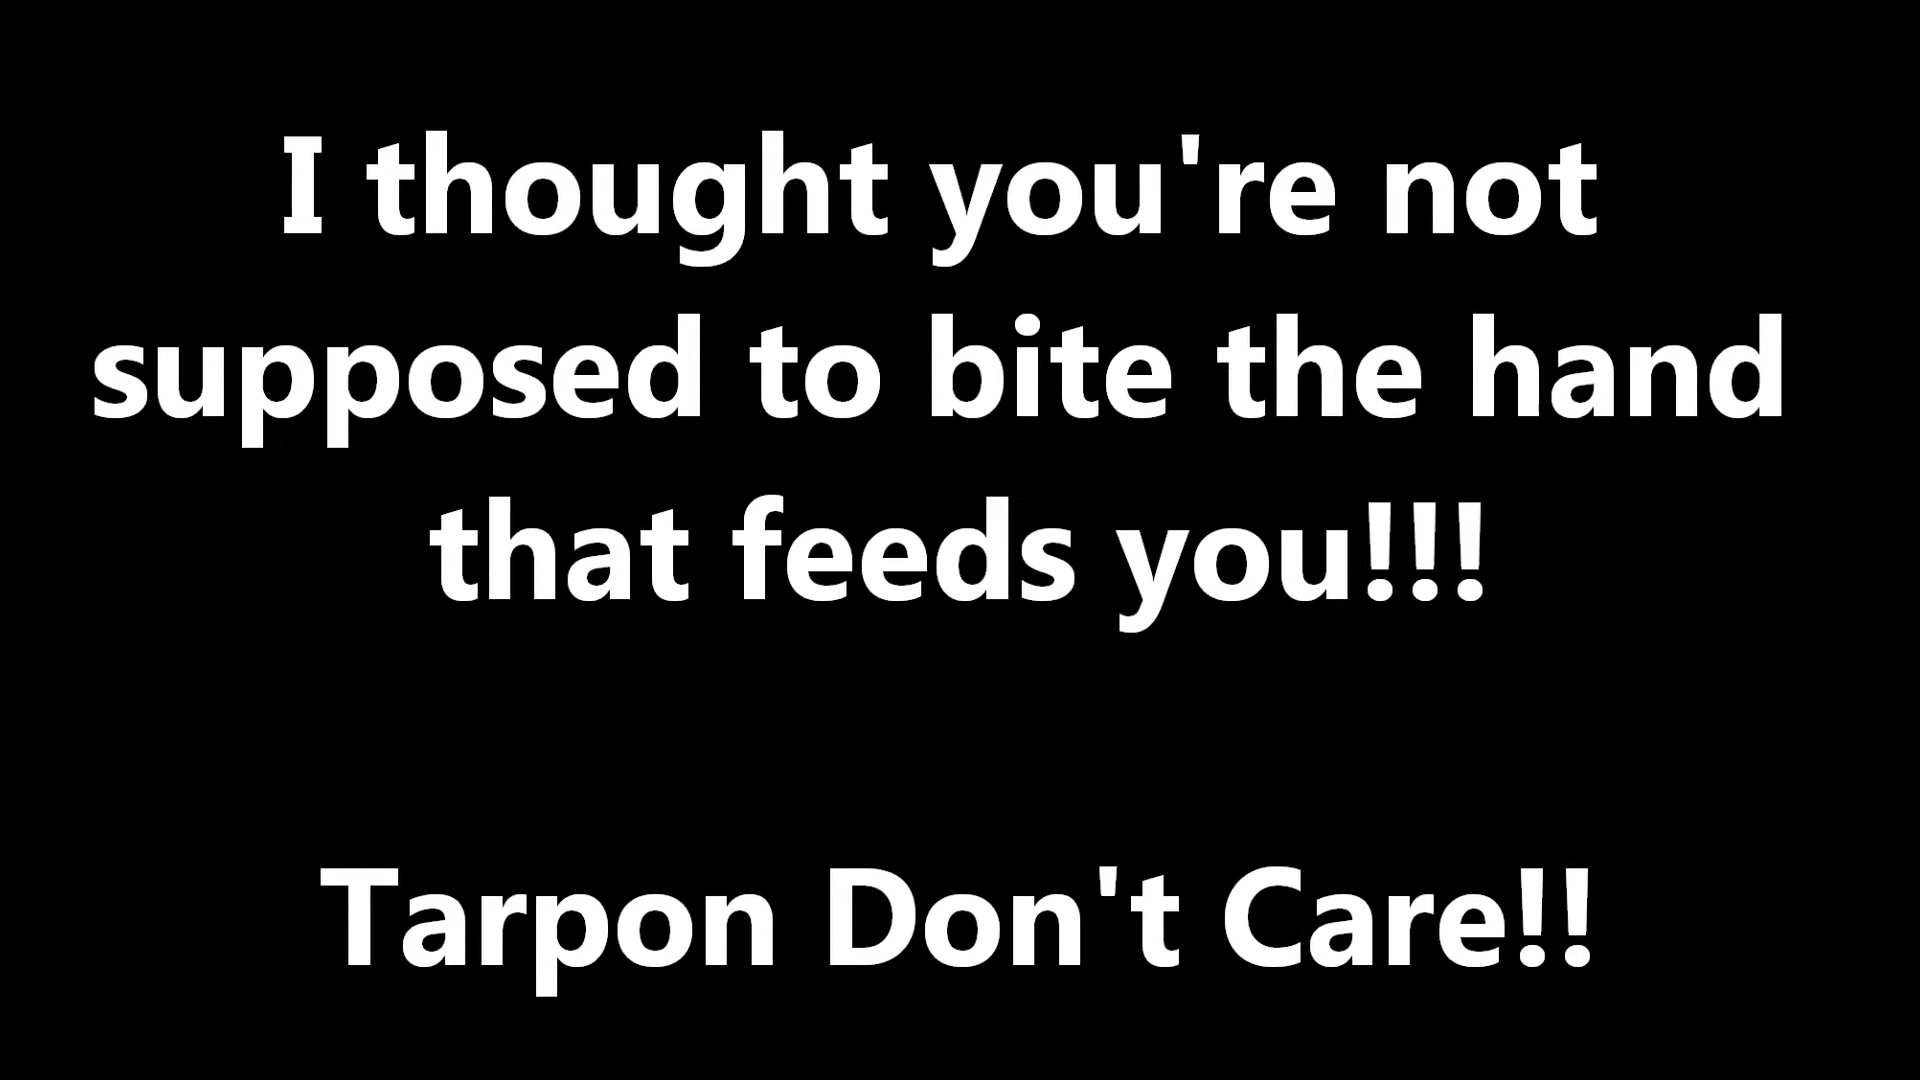 I thought you're not
supposed to bite the hand
that feeds you!!!
Tarpon Don't Care!!